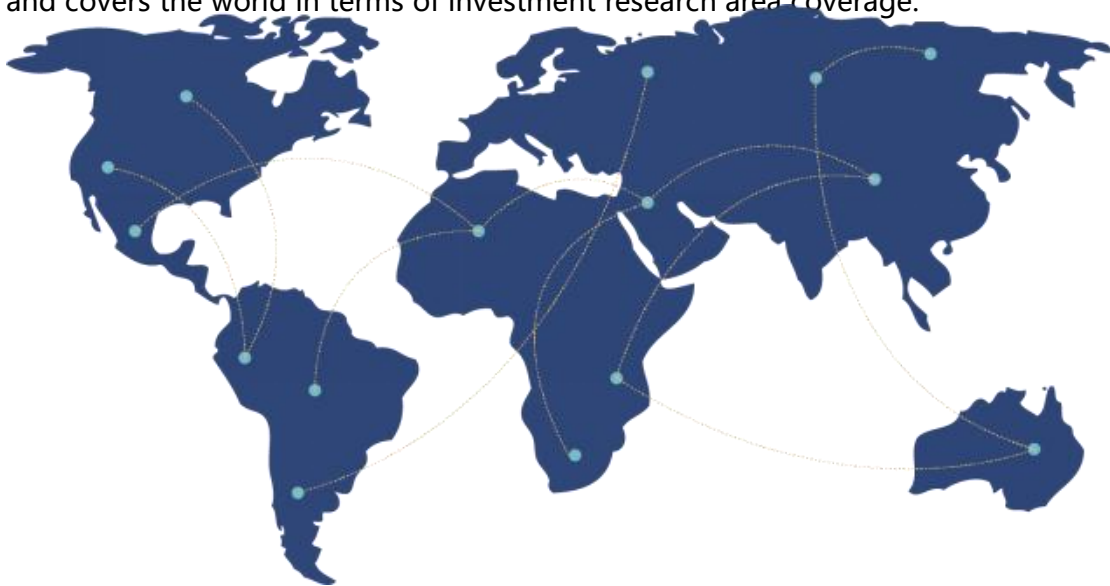 and covers the world in terms of investment research area coverage.